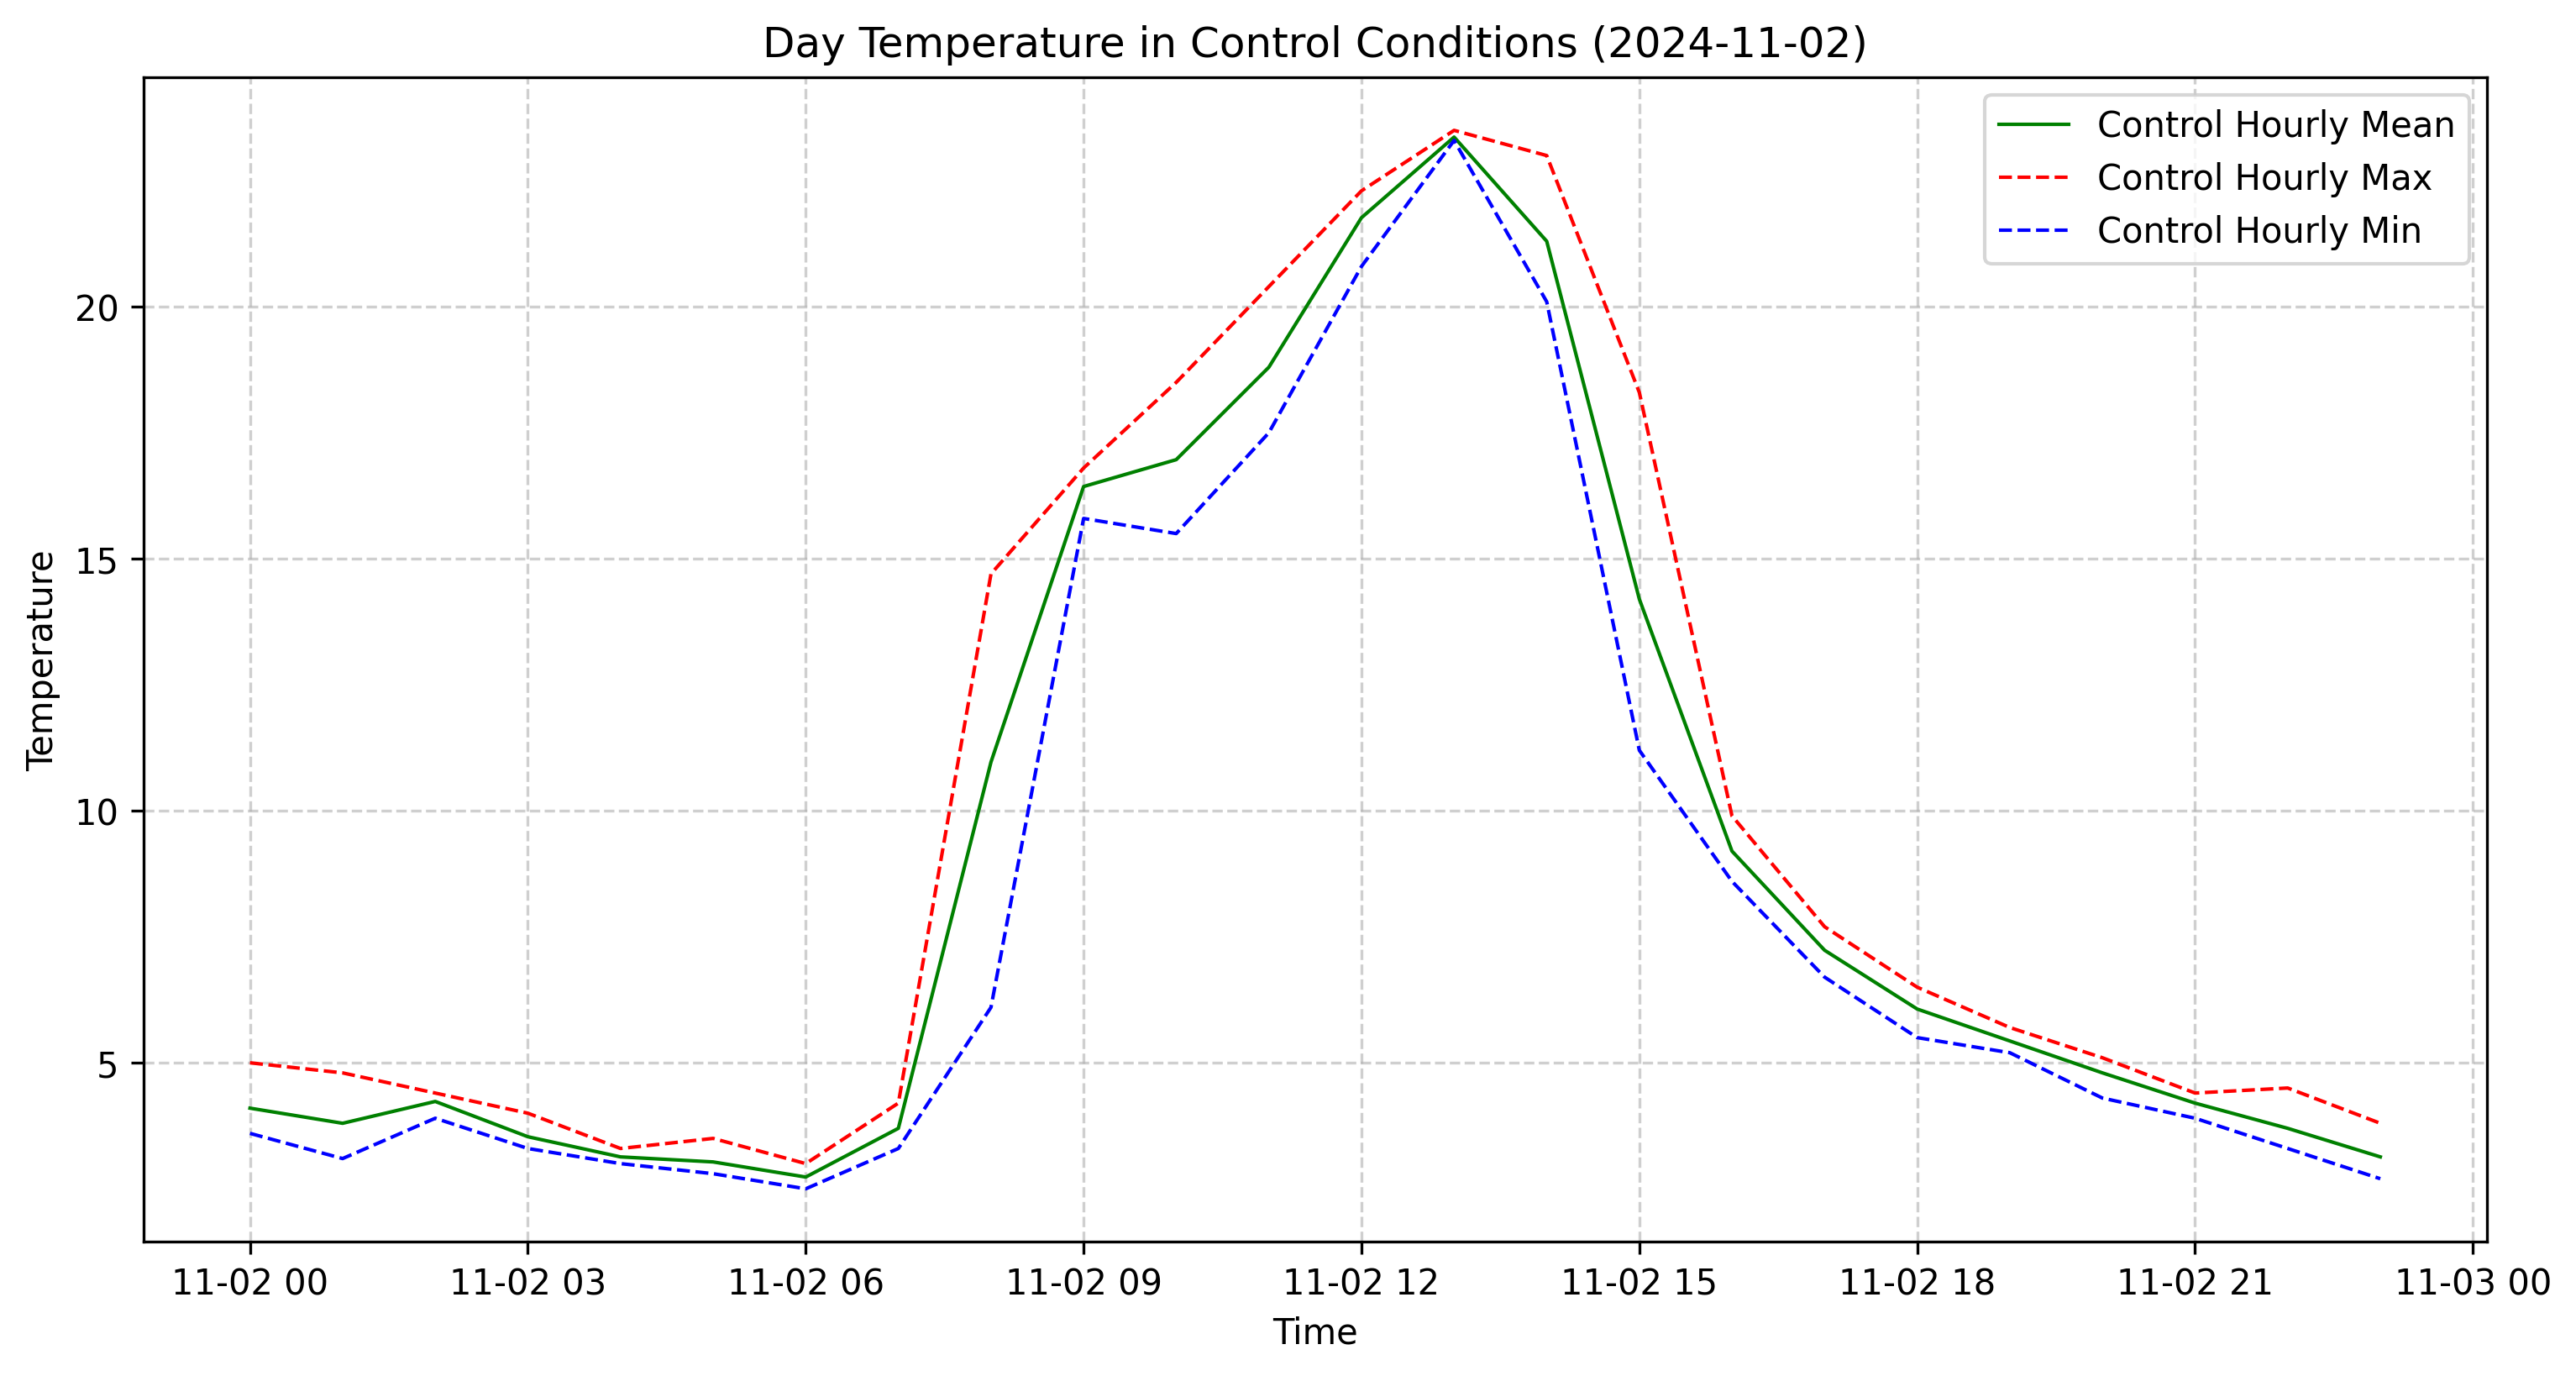 Day Temperature in Control Conditions (2024-11-02)
Control Hourly Mean
Control Hourly Max
Control Hourly Min
Temperature
20
15
10
5
11-02 00 11-02 03 11-02 06 11-02 09 11-02 12 11-02 15 11-02 18 11-02 21 11-03 00
Time